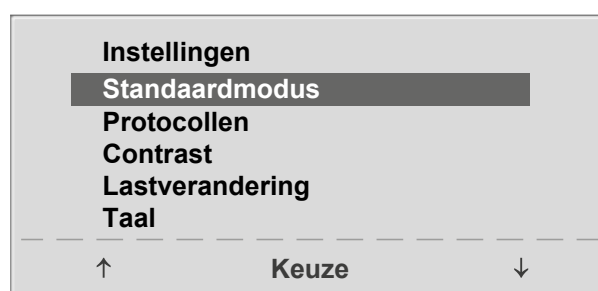 Instellingen
Standaardmodus
Protocollen
Contrast
Lastverandering
Taal
↑ Keuze ↓